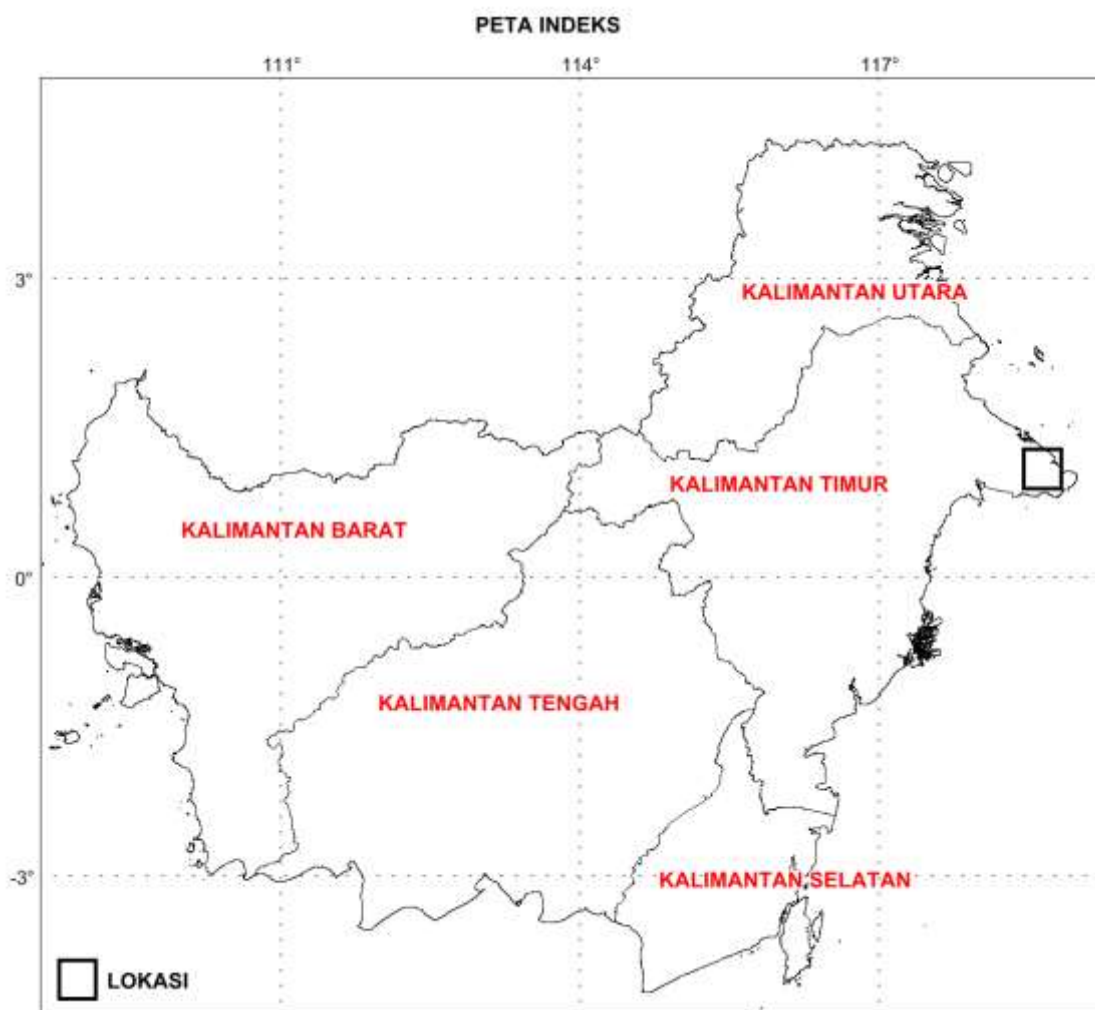 PETA INDEKS
111° 114° 117°
3°
KALIMANTAN UTARA
KALIMANTAN TIMUR
KALIMANTAN BARAT
0°
KALIMANTAN TENGAH
-3°
KALIMANTAN SELATAN
LOKASI